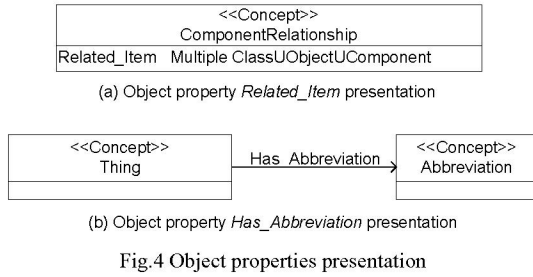 <<Concept>>
ComponentRelationship
Related_Item Multiple ClassUObjectUComponent
(a) Object property Related_Item presentation
<<Concept>>
Thing
Has_Abbreviation
<<Concept>>
Abbreviation
(b) Object property Has_Abbreviation presentation
Fig.4 Object properties presentation